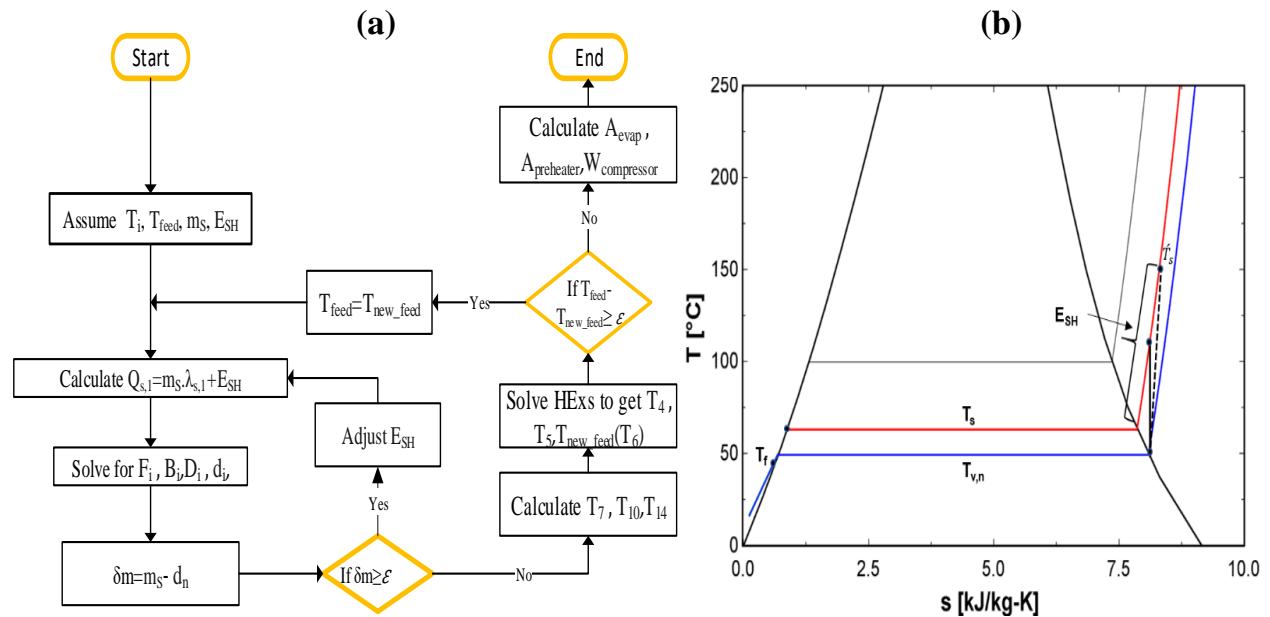 (a)
Start
Assume T_i, T_feed, m_S, E_SH
Calculate Q_s,1=m_S.λ_s,1+E_SH
Solve for F_i , B_i,D_i , d_i,
δm=m_S- d_n
If δm≥ε
Yes
Adjust E_SH
No
Calculate T_7 , T_10,T_14
Solve HExs to get T_4 ,
T_5,T_new_feed(T_6)
If T_feed-
T_new_feed≥ ε
Yes
T_feed=T_new_feed
No
Calculate A_evap ,
A_preheater,W_compressor
End
(b)
T [°C]
250
200
150
100
50
0
T́_s
E_SH
T_s
T_f
T_v,n
0.0 2.5 5.0 7.5 10.0
s [kJ/kg-K]